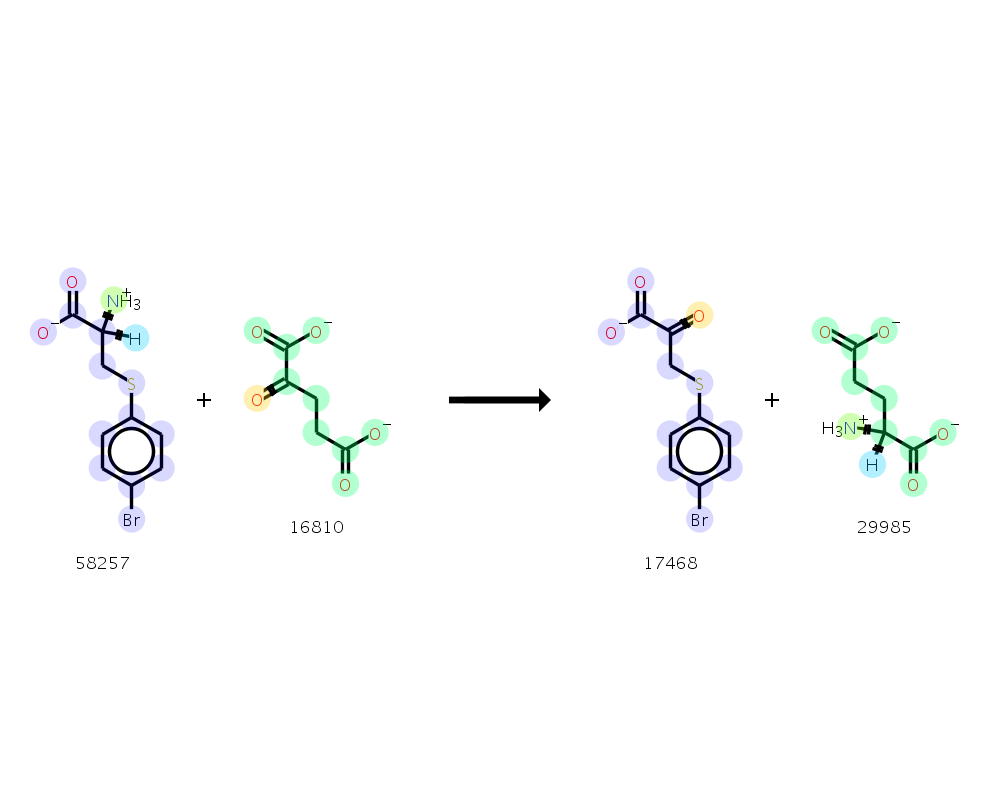 O NH3+ O− H S Br
58257
+
O O− O O− O
16810
O O− O S Br
17468
+
O O− H3N+ H O− O
29985